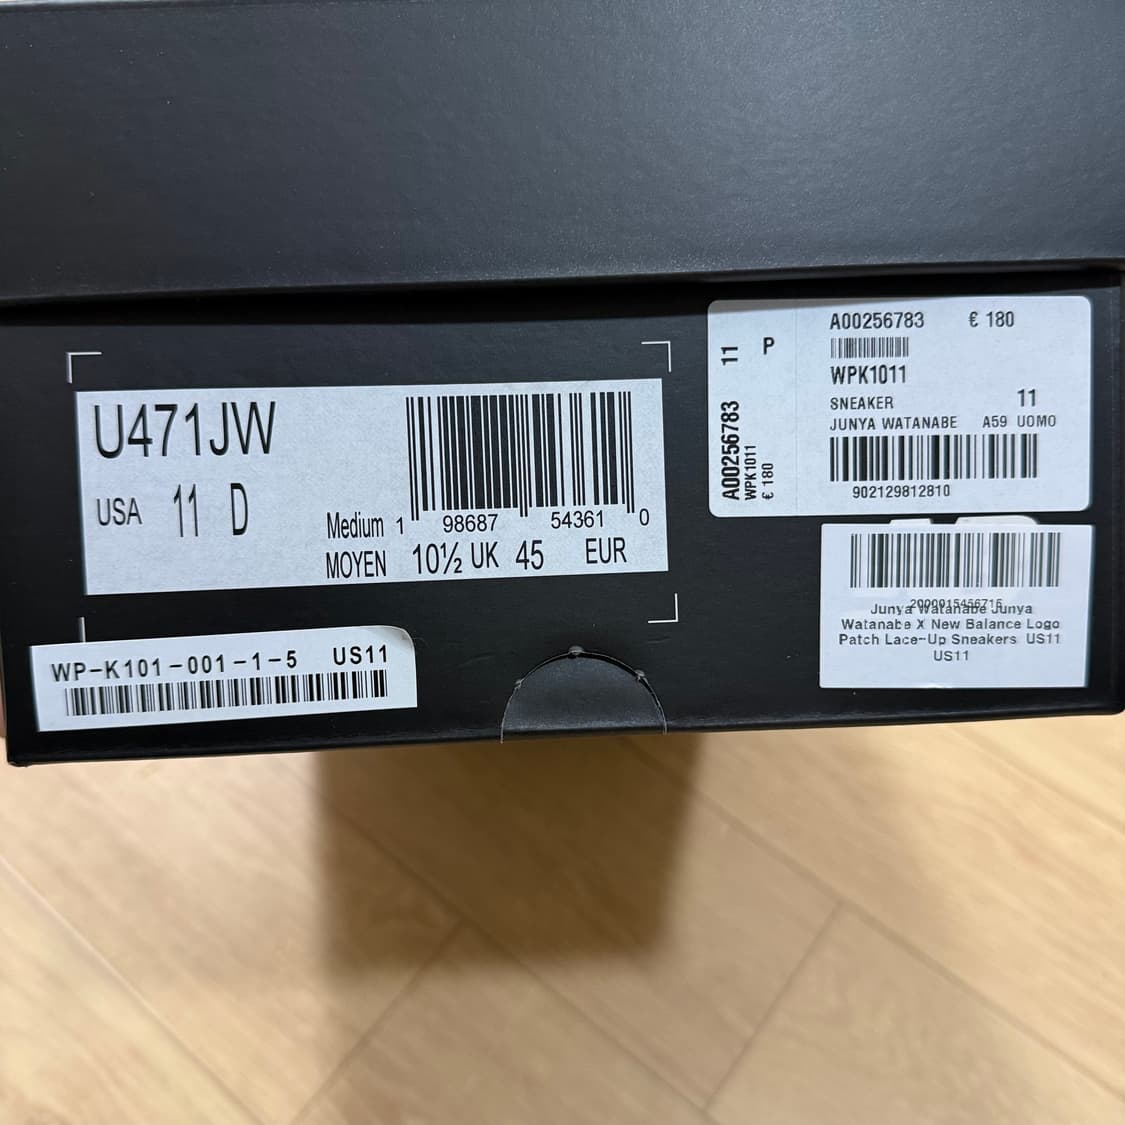 U471JW
USA 11 D
Medium
MOYEN
1 98687 54361 0
10½ UK 45 EUR
WP-K101-001-1-5 US11
11 P
A00256783
WPK1011
€ 180
A00256783 € 180
WPK1011
SNEAKER 11
JUNYA WATANABE A59 UOMO
902129812810
2000015456716
Junya Watanabe Junya
Watanabe X New Balance Logo
Patch Lace-Up Sneakers US11
US11